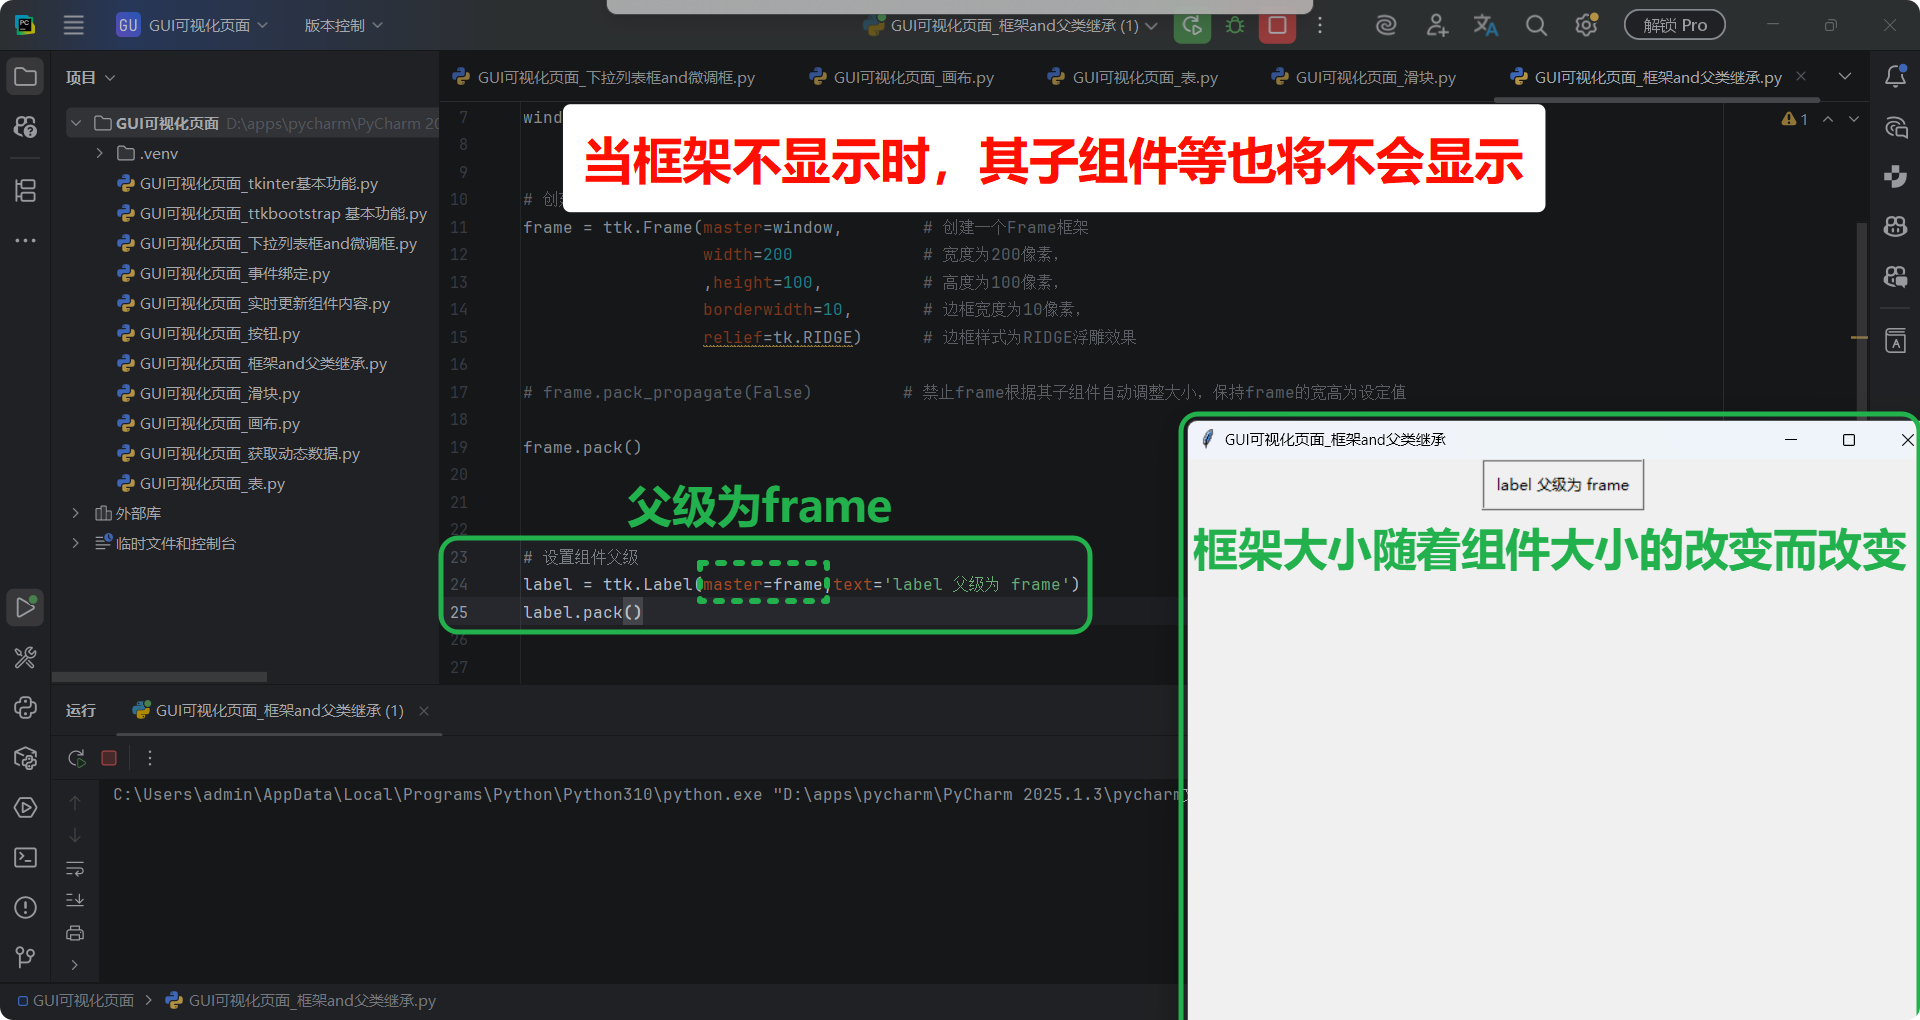 PC GU GUI可视化页面 版本控制 GUI可视化页面_框架and父类继承 (1) 解锁 Pro
项目
GUI可视化页面_下拉列表框and微调框.py GUI可视化页面_画布.py GUI可视化页面_表.py GUI可视化页面_滑块.py GUI可视化页面_框架and父类继承.py
GUI可视化页面 D:\apps\pycharm\PyCharm 20
.venv
GUI可视化页面_tkinter基本功能.py
GUI可视化页面_ttkbootstrap 基本功能.py
GUI可视化页面_下拉列表框and微调框.py
GUI可视化页面_事件绑定.py
GUI可视化页面_实时更新组件内容.py
GUI可视化页面_按钮.py
GUI可视化页面_框架and父类继承.py
GUI可视化页面_滑块.py
GUI可视化页面_画布.py
GUI可视化页面_获取动态数据.py
GUI可视化页面_表.py
外部库
临时文件和控制台
7 wind
1
当框架不显示时，其子组件等也将不会显示
8
9
10 # 创
11 frame = ttk.Frame(master=window, # 创建一个Frame框架
12 width=200 # 宽度为200像素，
13 ,height=100, # 高度为100像素，
14 borderwidth=10, # 边框宽度为10像素，
15 relief=tk.RIDGE) # 边框样式为RIDGE浮雕效果
16
17 # frame.pack_propagate(False) # 禁止frame根据其子组件自动调整大小，保持frame的宽高为设定值
18
19 frame.pack()
20
21
父级为frame
22
23 # 设置组件父级
24 label = ttk.Label(master=frame,text='label 父级为 frame')
25 label.pack()
26
27
GUI可视化页面_框架and父类继承
label 父级为 frame
框架大小随着组件大小的改变而改变
运行 GUI可视化页面_框架and父类继承 (1)
C:\Users\admin\AppData\Local\Programs\Python\Python310\python.exe "D:\apps\pycharm\PyCharm 2025.1.3\pycharm
GUI可视化页面 GUI可视化页面_框架and父类继承.py